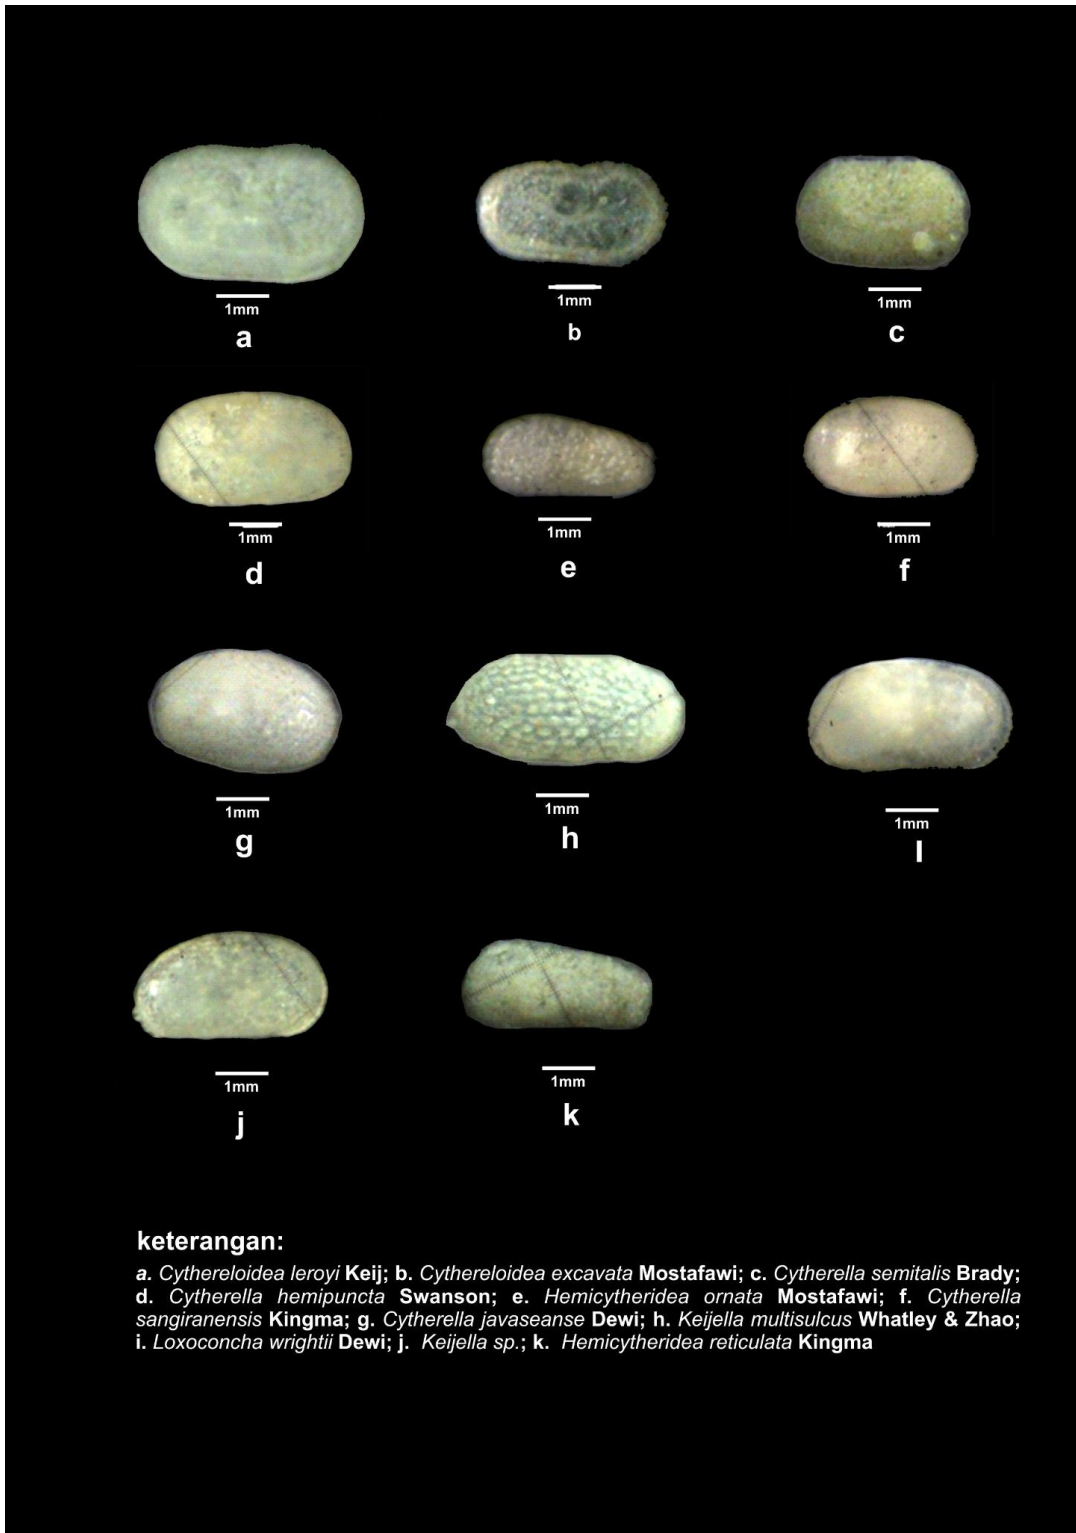 1mm 1mm 1mm
a b c
1mm 1mm 1mm
d e f
1mm 1mm 1mm
g h I
1mm 1mm
j k
keterangan:
a. Cythereloidea leroyi Keij; b. Cythereloidea excavata Mostafawi; c. Cytherella semitalis Brady;
d. Cytherella hemipuncta Swanson; e. Hemicytheridea ornata Mostafawi; f. Cytherella
sangiranensis Kingma; g. Cytherella javaseanse Dewi; h. Keijella multisulcus Whatley & Zhao;
i. Loxoconcha wrightii Dewi; j. Keijella sp.; k. Hemicytheridea reticulata Kingma